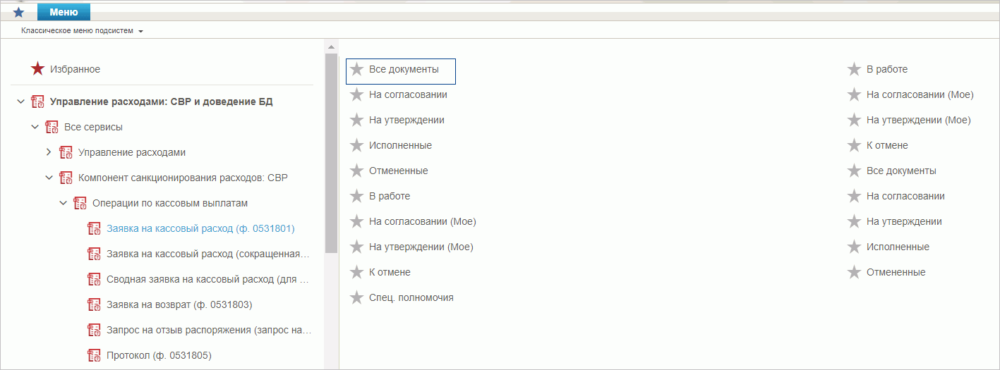 Меню
Классическое меню подсистем
Избранное
Управление расходами: СВР и доведение БД
Все сервисы
Управление расходами
Компонент санкционирования расходов: СВР
Операции по кассовым выплатам
Заявка на кассовый расход (ф. 0531801)
Заявка на кассовый расход (сокращенная...
Сводная заявка на кассовый расход (для ...
Заявка на возврат (ф. 0531803)
Запрос на отзыв распоряжения (запрос на...
Протокол (ф. 0531805)
Все документы
На согласовании
На утверждении
Исполненные
Отмененные
В работе
На согласовании (Мое)
На утверждении (Мое)
К отмене
Спец. полномочия
В работе
На согласовании (Мое)
На утверждении (Мое)
К отмене
Все документы
На согласовании
На утверждении
Исполненные
Отмененные